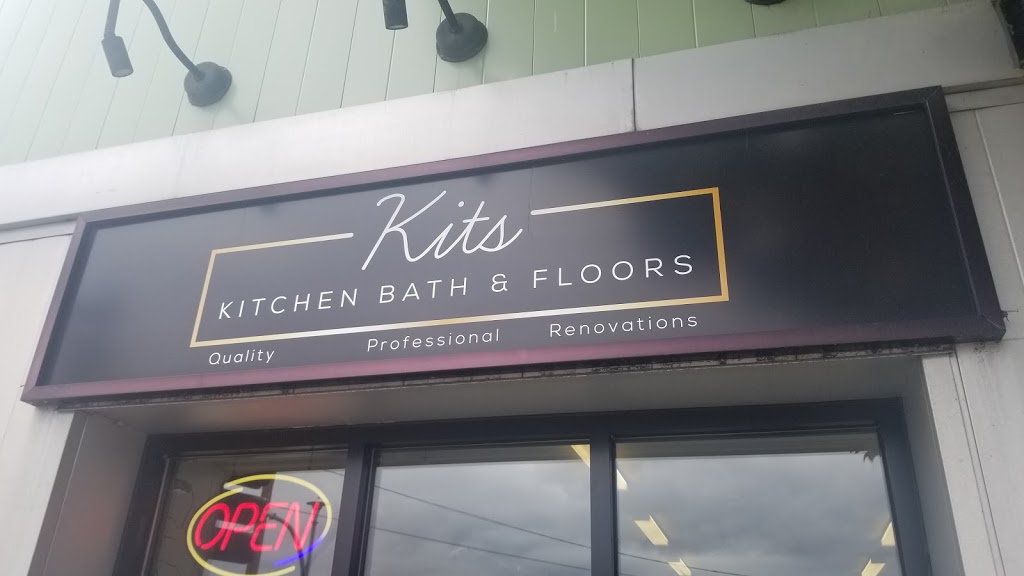 Kits
KITCHEN BATH & FLOORS
Quality Professional Renovations
OPEN